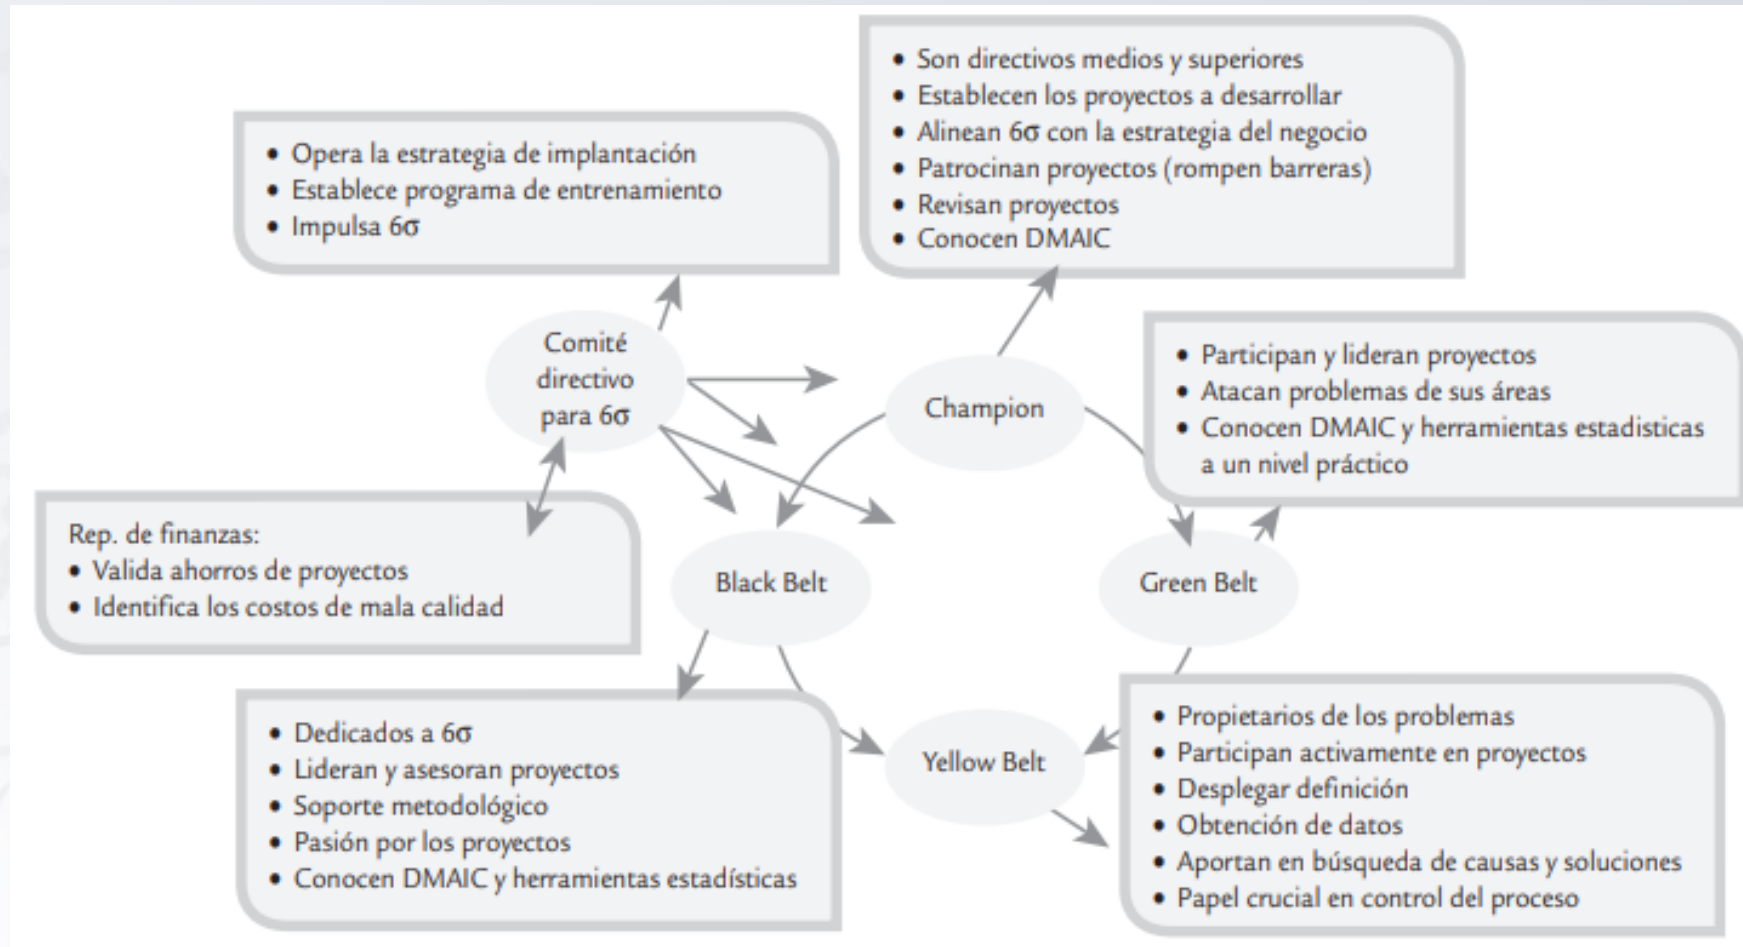 • Son directivos medios y superiores
• Establecen los proyectos a desarrollar
• Alinean 6σ con la estrategia del negocio
• Patrocinan proyectos (rompen barreras)
• Revisan proyectos
• Conocen DMAIC
• Opera la estrategia de implantación
• Establece programa de entrenamiento
• Impulsa 6σ
Comité
directivo
para 6σ
Champion
• Participan y lideran proyectos
• Atacan problemas de sus áreas
• Conocen DMAIC y herramientas estadisticas
a un nivel práctico
Rep. de finanzas:
• Valida ahorros de proyectos
• Identifica los costos de mala calidad
Black Belt
Green Belt
• Dedicados a 6σ
• Lideran y asesoran proyectos
• Soporte metodológico
• Pasión por los proyectos
• Conocen DMAIC y herramientas estadísticas
Yellow Belt
• Propietarios de los problemas
• Participan activamente en proyectos
• Desplegar definición
• Obtención de datos
• Aportan en búsqueda de causas y soluciones
• Papel crucial en control del proceso